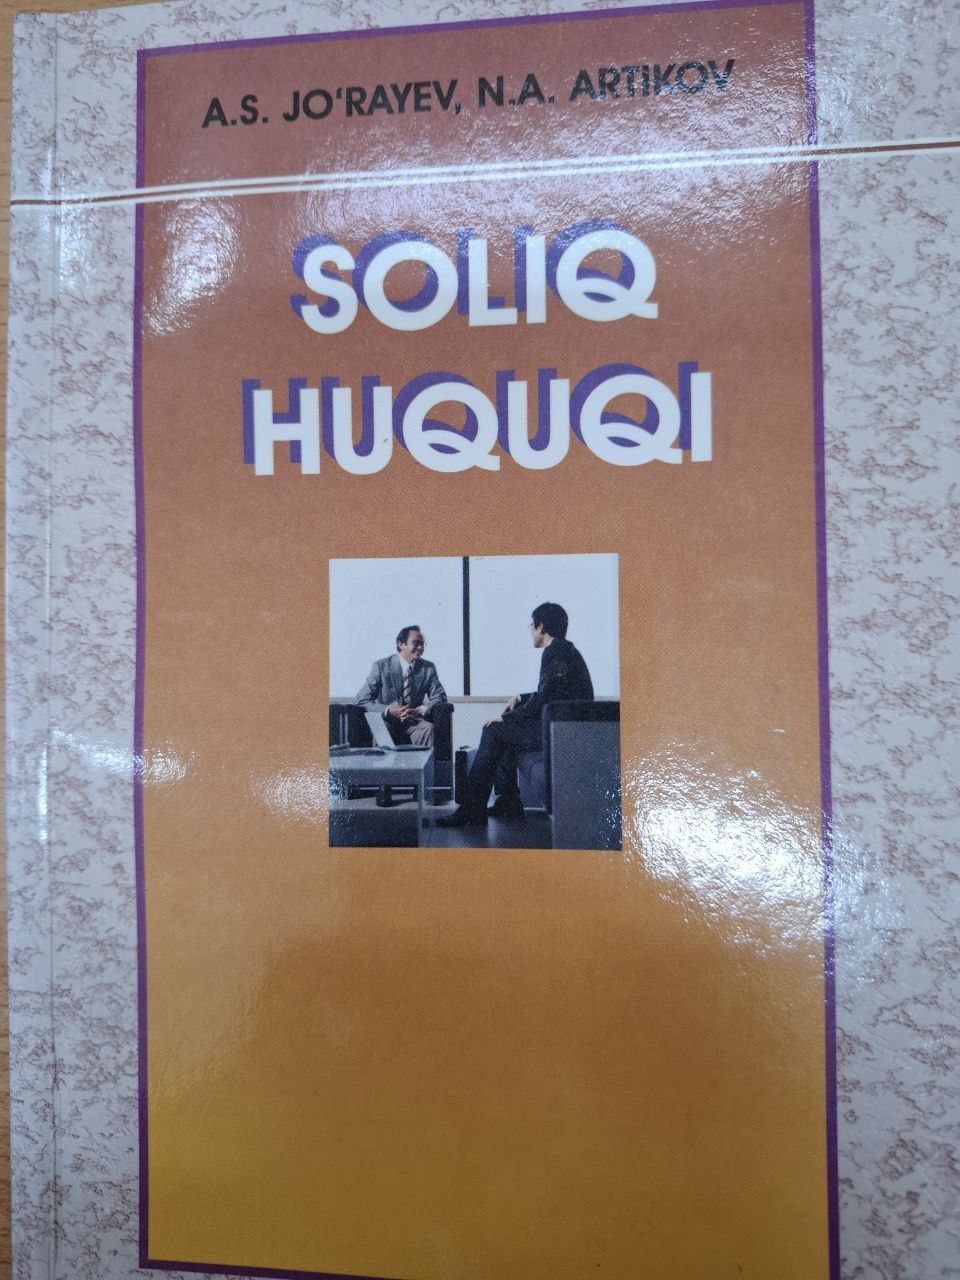 A.S. JO‘RAYEV, N.A. ARTIKOV
SOLIQ
HUQUQI